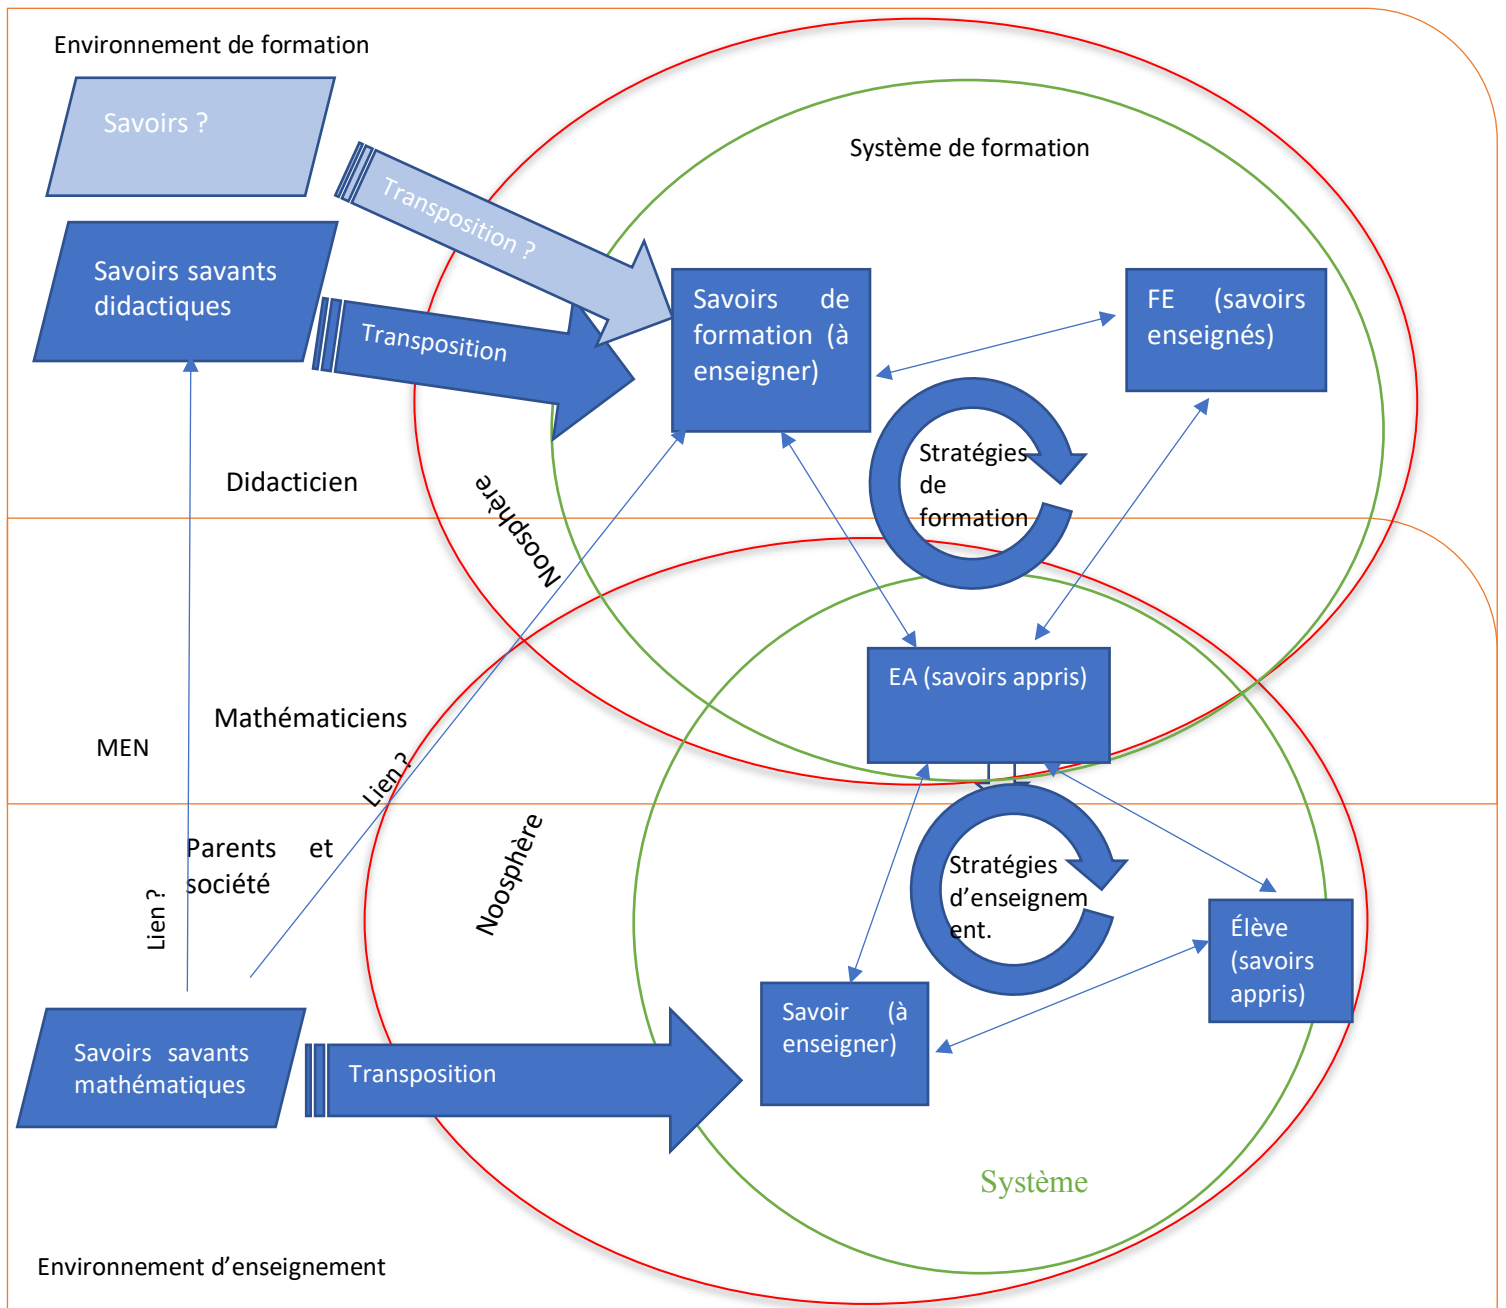 Environnement de formation
Savoirs ?
Système de formation
Transposition ?
Savoirs savants
didactiques
Transposition
Savoirs de
formation (à
enseigner)
FE (savoirs
enseignés)
Stratégies
de
formation
Didacticien
Noosphère
EA (savoirs appris)
Mathématiciens
MEN
Lien ?
Parents et
société
Noosphère
Stratégies
d’enseignem
ent.
Lien ?
Élève
(savoirs
appris)
Savoir (à
enseigner)
Savoirs savants
mathématiques
Transposition
Système
Environnement d’enseignement